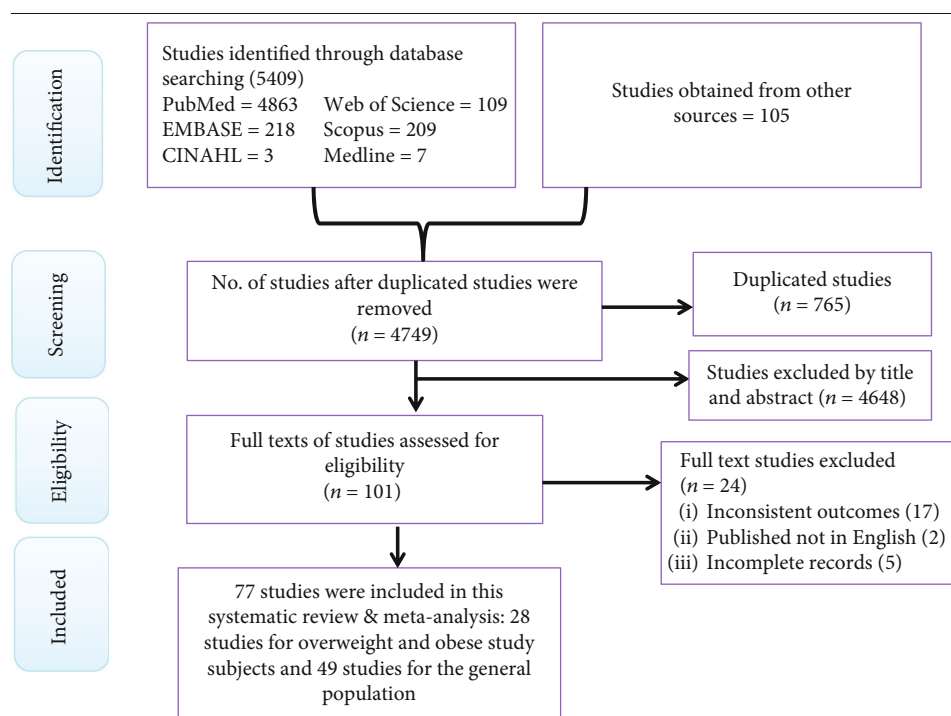 Identification
Studies identified through database
searching (5409)
PubMed = 4863 Web of Science = 109
EMBASE = 218 Scopus = 209
CINAHL = 3 Medline = 7
Studies obtained from other
sources = 105
Screening
No. of studies after duplicated studies were
removed
(n = 4749)
Duplicated studies
(n = 765)
Studies excluded by title
and abstract (n = 4648)
Eligibility
Full texts of studies assessed for
eligibility
(n = 101)
Full text studies excluded
(n = 24)
(i) Inconsistent outcomes (17)
(ii) Published not in English (2)
(iii) Incomplete records (5)
Included
77 studies were included in this
systematic review & meta-analysis: 28
studies for overweight and obese study
subjects and 49 studies for the general
population